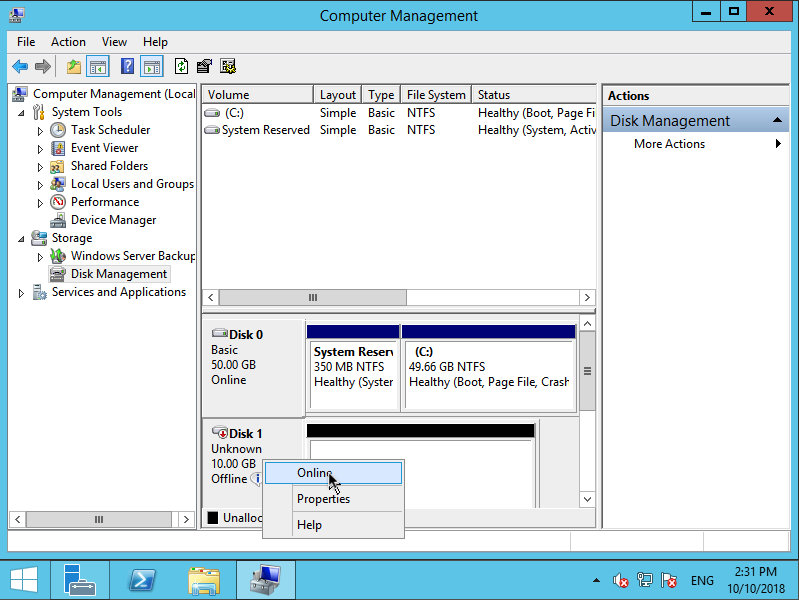 Computer Management
File Action View Help
Computer Management (Local
System Tools
Task Scheduler
Event Viewer
Shared Folders
Local Users and Groups
Performance
Device Manager
Storage
Windows Server Backup
Disk Management
Services and Applications
Volume Layout Type File System Status
(C:) Simple Basic NTFS Healthy (Boot, Page Fi
System Reserved Simple Basic NTFS Healthy (System, Activ
Disk 0
Basic
50.00 GB
Online
System Reserv
350 MB NTFS
Healthy (System
(C:)
49.66 GB NTFS
Healthy (Boot, Page File, Crash
Disk 1
Unknown
10.00 GB
Offline
Unalloc
Online
Properties
Help
Actions
Disk Management
More Actions
ENG
2:31 PM
10/10/2018